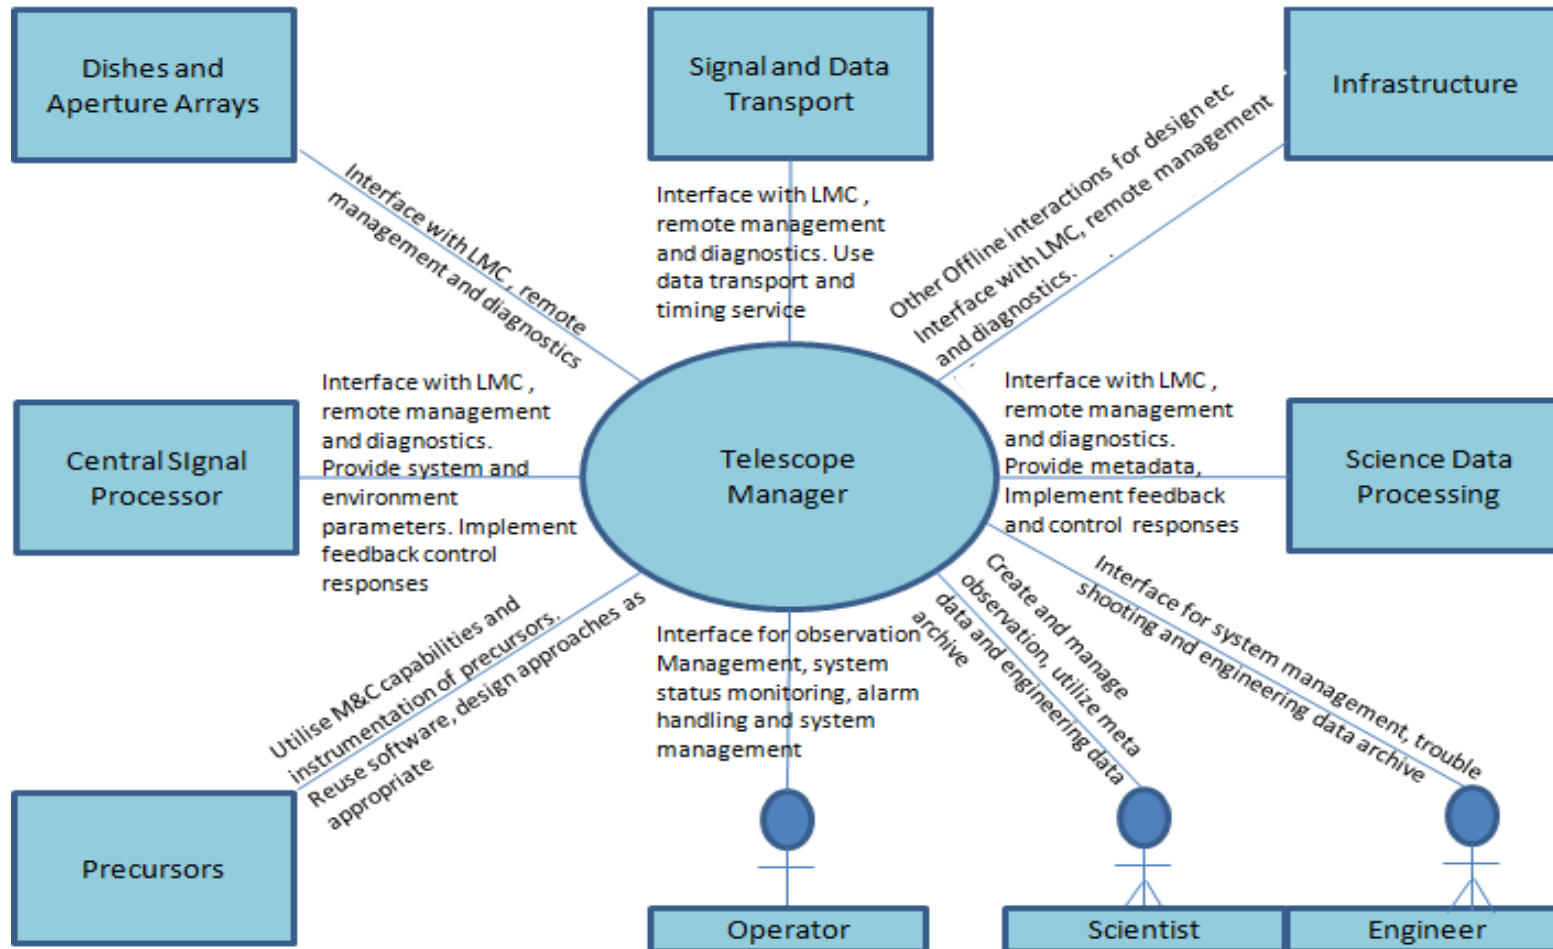 Dishes and
Aperture Arrays
Signal and Data
Transport
Infrastructure
Interface with LMC , remote
management and diagnostics
Interface with LMC ,
remote management
and diagnostics. Use
data transport and
timing service
Other Offline interactions for design etc
Interface with LMC, remote management
and diagnostics.
Central SIgnal
Processor
Interface with LMC ,
remote management
and diagnostics.
Provide system and
environment
parameters. Implement
feedback control
responses
Telescope
Manager
Interface with LMC ,
remote management
and diagnostics.
Provide metadata,
Implement feedback
and control responses
Science Data
Processing
Utilise M&C capabilities and
instrumentation of precursors.
Reuse software, design approaches as
appropriate
Interface for observation
Management, system
status monitoring, alarm
handling and system
management
Create and manage
observation, utilize meta
data and engineering data
archive
Interface for system management, trouble
shooting and engineering data archive
Precursors
Operator
Scientist
Engineer